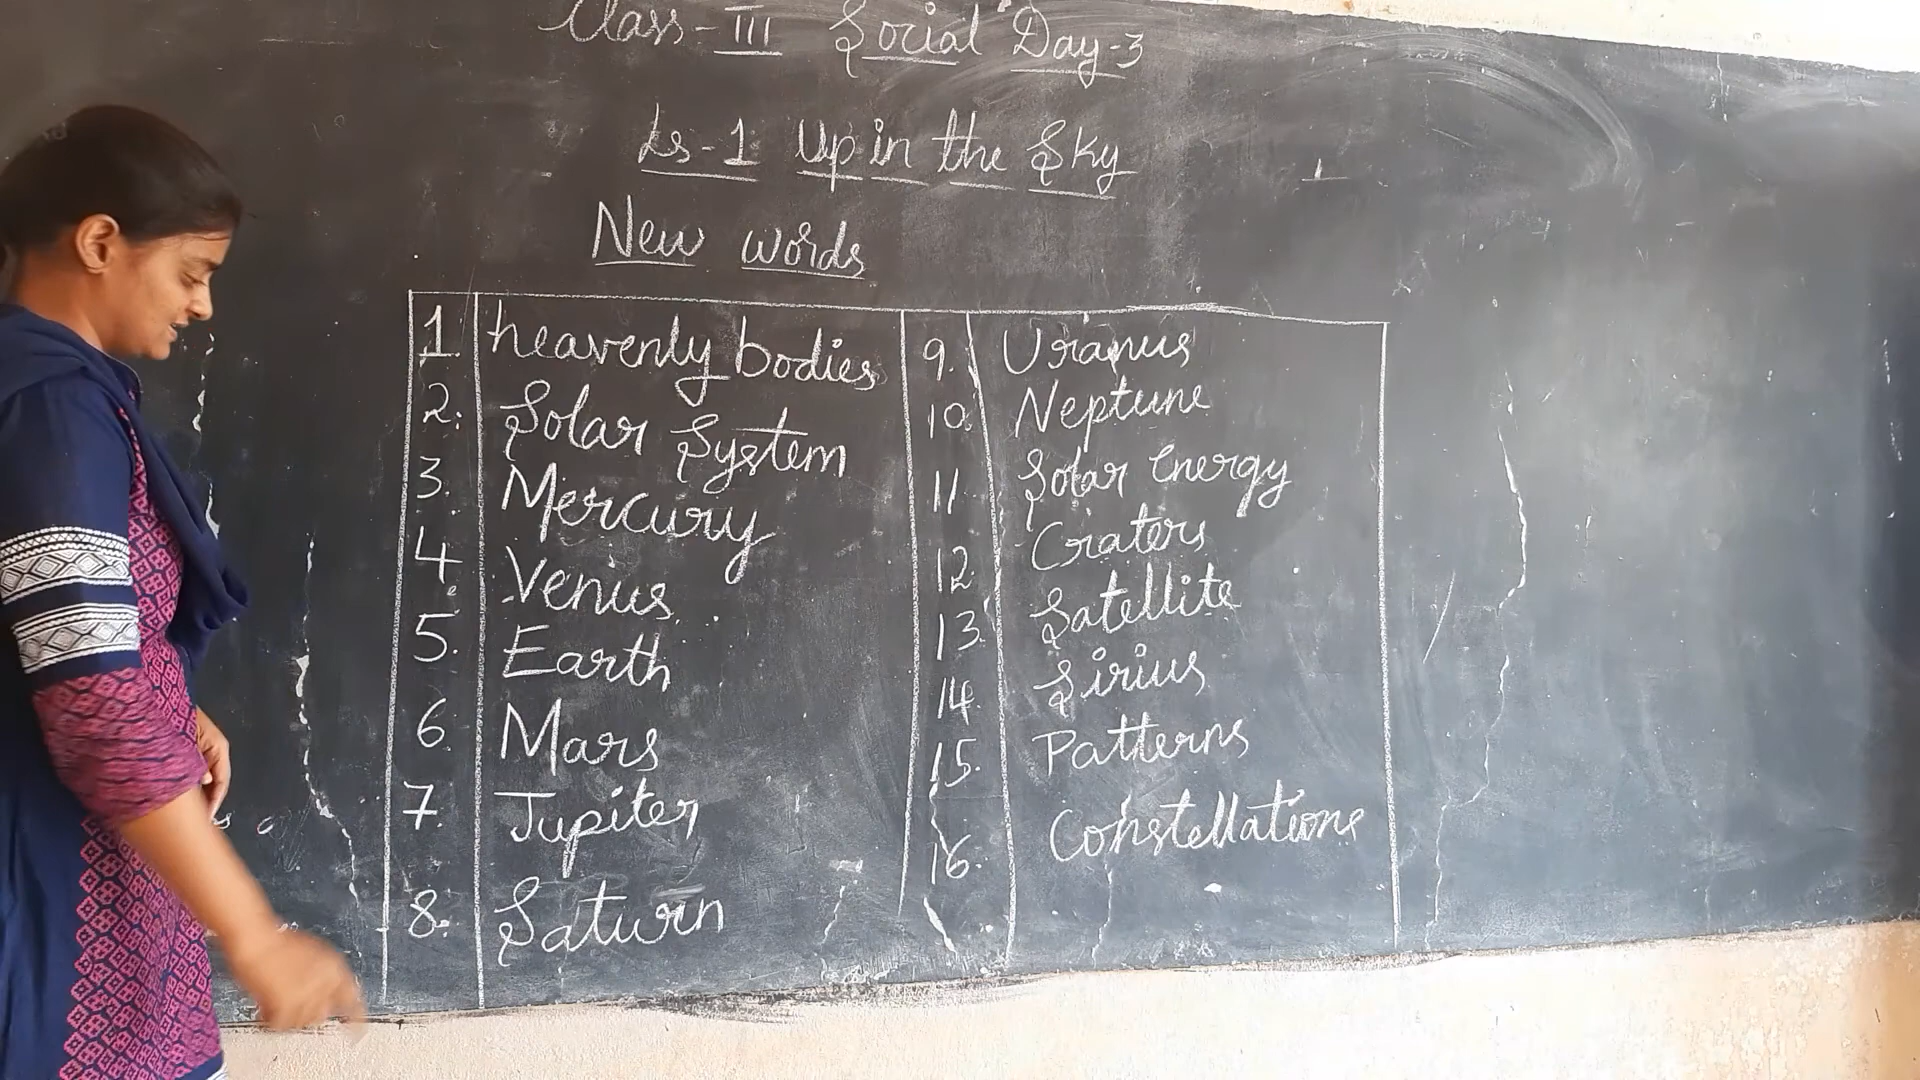 Class-III Social Day-3
Ls-1 Up in the Sky
New words
1. heavenly bodies
2. Solar System
3. Mercury
4. Venus
5. Earth
6. Mars
7. Jupiter
8. Saturn
9. Uranus
10. Neptune
11 Solar energy
12. Craters
13. Satellite
14. Sirius
15. Patterns
16. Constellations